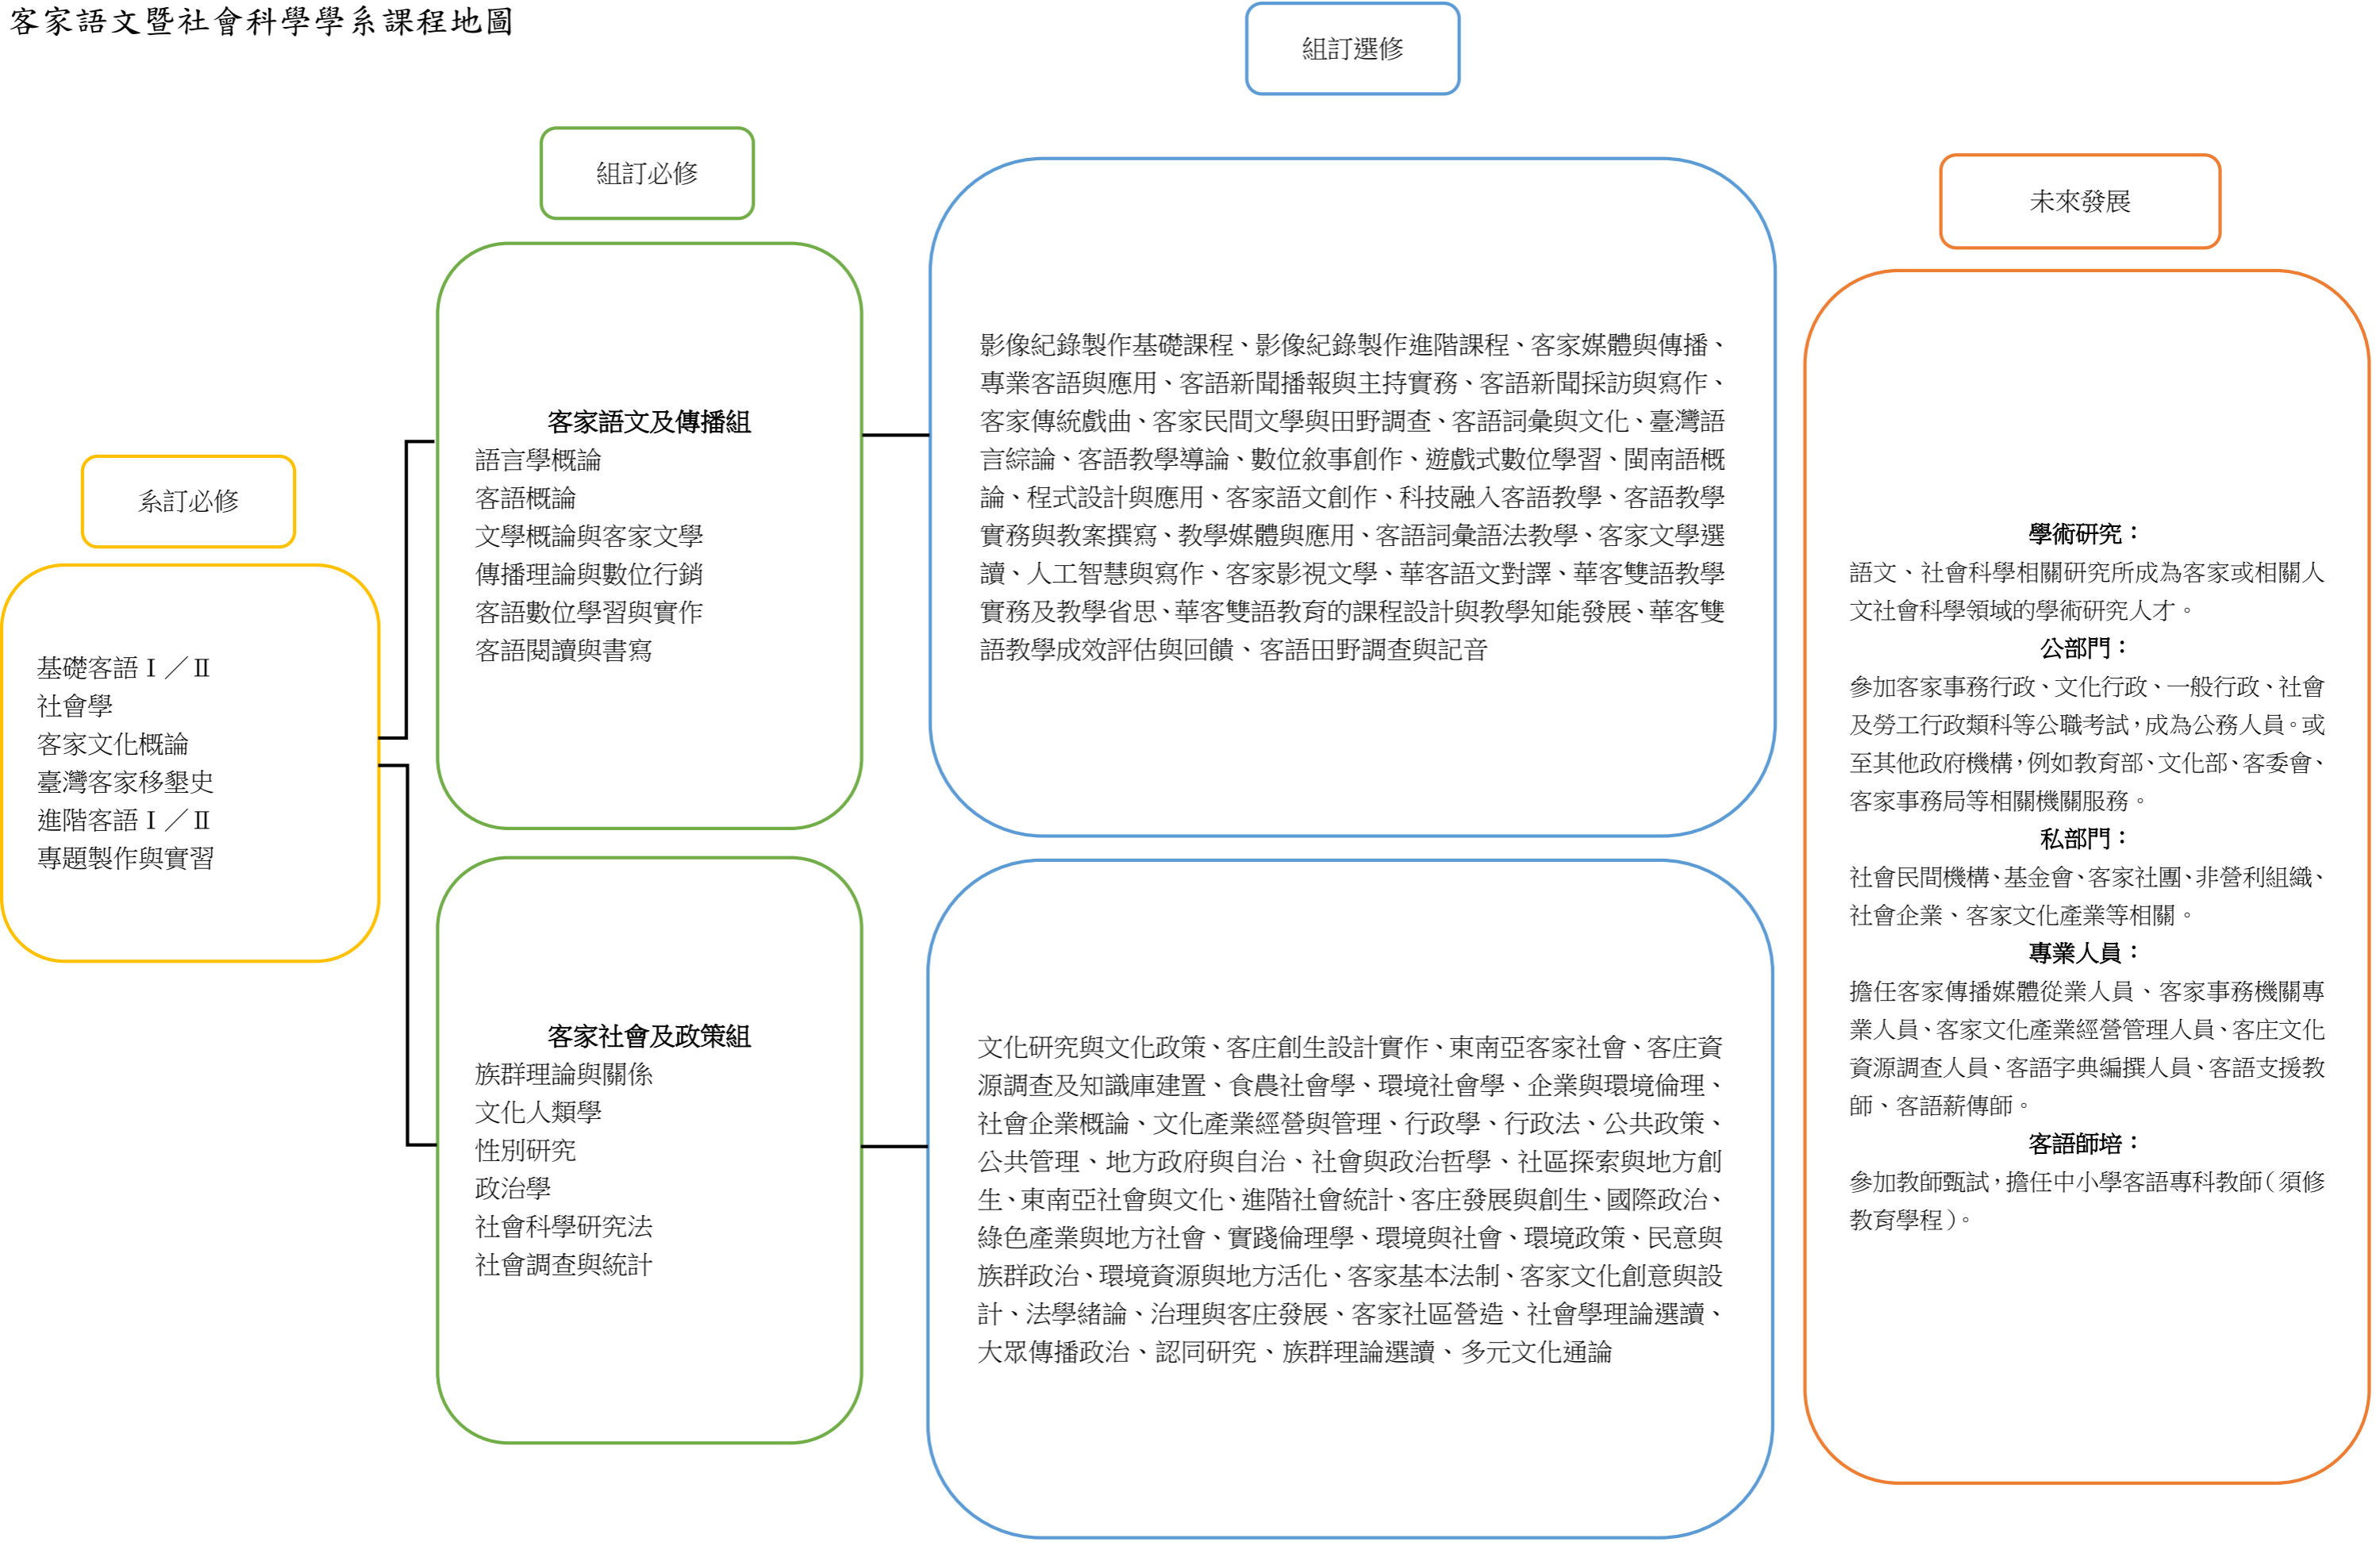 客家語文暨社會科學學系課程地圖
系訂必修
基礎客語Ⅰ／Ⅱ
社會學
客家文化概論
臺灣客家移墾史
進階客語Ⅰ／Ⅱ
專題製作與實習
組訂必修
客家語文及傳播組
語言學概論
客語概論
文學概論與客家文學
傳播理論與數位行銷
客語數位學習與實作
客語閱讀與書寫
客家社會及政策組
族群理論與關係
文化人類學
性別研究
政治學
社會科學研究法
社會調查與統計
組訂選修
影像紀錄製作基礎課程、影像紀錄製作進階課程、客家媒體與傳播、
專業客語與應用、客語新聞播報與主持實務、客語新聞採訪與寫作、
客家傳統戲曲、客家民間文學與田野調查、客語詞彙與文化、臺灣語
言綜論、客語教學導論、數位敘事創作、遊戲式數位學習、閩南語概
論、程式設計與應用、客家語文創作、科技融入客語教學、客語教學
實務與教案撰寫、教學媒體與應用、客語詞彙語法教學、客家文學選
讀、人工智慧與寫作、客家影視文學、華客語文對譯、華客雙語教學
實務及教學省思、華客雙語教育的課程設計與教學知能發展、華客雙
語教學成效評估與回饋、客語田野調查與記音
文化研究與文化政策、客庄創生設計實作、東南亞客家社會、客庄資
源調查及知識庫建置、食農社會學、環境社會學、企業與環境倫理、
社會企業概論、文化產業經營與管理、行政學、行政法、公共政策、
公共管理、地方政府與自治、社會與政治哲學、社區探索與地方創
生、東南亞社會與文化、進階社會統計、客庄發展與創生、國際政治、
綠色產業與地方社會、實踐倫理學、環境與社會、環境政策、民意與
族群政治、環境資源與地方活化、客家基本法制、客家文化創意與設
計、法學緒論、治理與客庄發展、客家社區營造、社會學理論選讀、
大眾傳播政治、認同研究、族群理論選讀、多元文化通論
未來發展
學術研究：
語文、社會科學相關研究所成為客家或相關人
文社會科學領域的學術研究人才。
公部門：
參加客家事務行政、文化行政、一般行政、社會
及勞工行政類科等公職考試，成為公務人員。或
至其他政府機構，例如教育部、文化部、客委會、
客家事務局等相關機關服務。
私部門：
社會民間機構、基金會、客家社團、非營利組織、
社會企業、客家文化產業等相關。
專業人員：
擔任客家傳播媒體從業人員、客家事務機關專
業人員、客家文化產業經營管理人員、客庄文化
資源調查人員、客語字典編撰人員、客語支援教
師、客語薪傳師。
客語師培：
參加教師甄試，擔任中小學客語專科教師（須修
教育學程）。